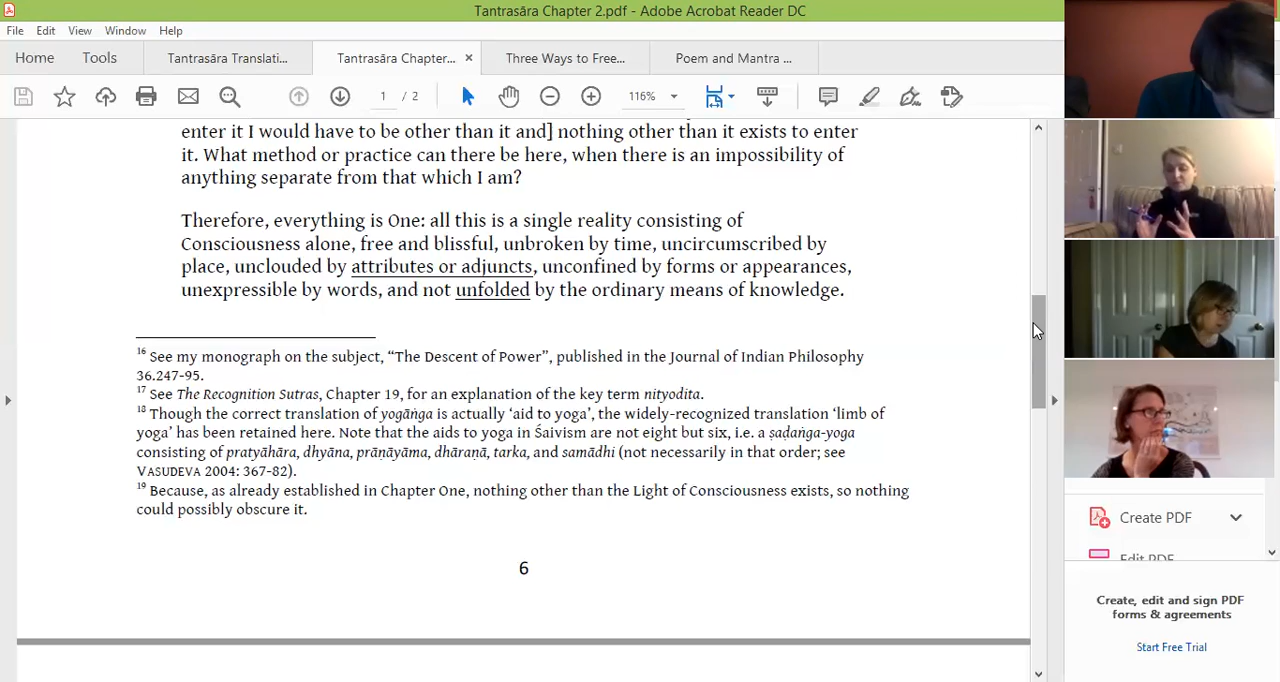 Tantrasāra Chapter 2.pdf - Adobe Acrobat Reader DC
File Edit View Window Help
Home Tools Tantrasāra Translati... Tantrasāra Chapter... × Three Ways to Free... Poem and Mantra ...
1 / 2 116%
enter it I would have to be other than it and] nothing other than it exists to enter
it. What method or practice can there be here, when there is an impossibility of
anything separate from that which I am?
Therefore, everything is One: all this is a single reality consisting of
Consciousness alone, free and blissful, unbroken by time, uncircumscribed by
place, unclouded by attributes or adjuncts, unconfined by forms or appearances,
unexpressible by words, and not unfolded by the ordinary means of knowledge.
16 See my monograph on the subject, “The Descent of Power”, published in the Journal of Indian Philosophy
36.247-95.
17 See The Recognition Sutras, Chapter 19, for an explanation of the key term nityodita.
18 Though the correct translation of yogāṅga is actually ‘aid to yoga’, the widely-recognized translation ‘limb of
yoga’ has been retained here. Note that the aids to yoga in Śaivism are not eight but six, i.e. a ṣaḍaṅga-yoga
consisting of pratyāhāra, dhyāna, prāṇāyāma, dhāraṇā, tarka, and samādhi (not necessarily in that order; see
VASUDEVA 2004: 367-82).
19 Because, as already established in Chapter One, nothing other than the Light of Consciousness exists, so nothing
could possibly obscure it.
6
Create PDF
Edit PDF
Create, edit and sign PDF
forms & agreements
Start Free Trial